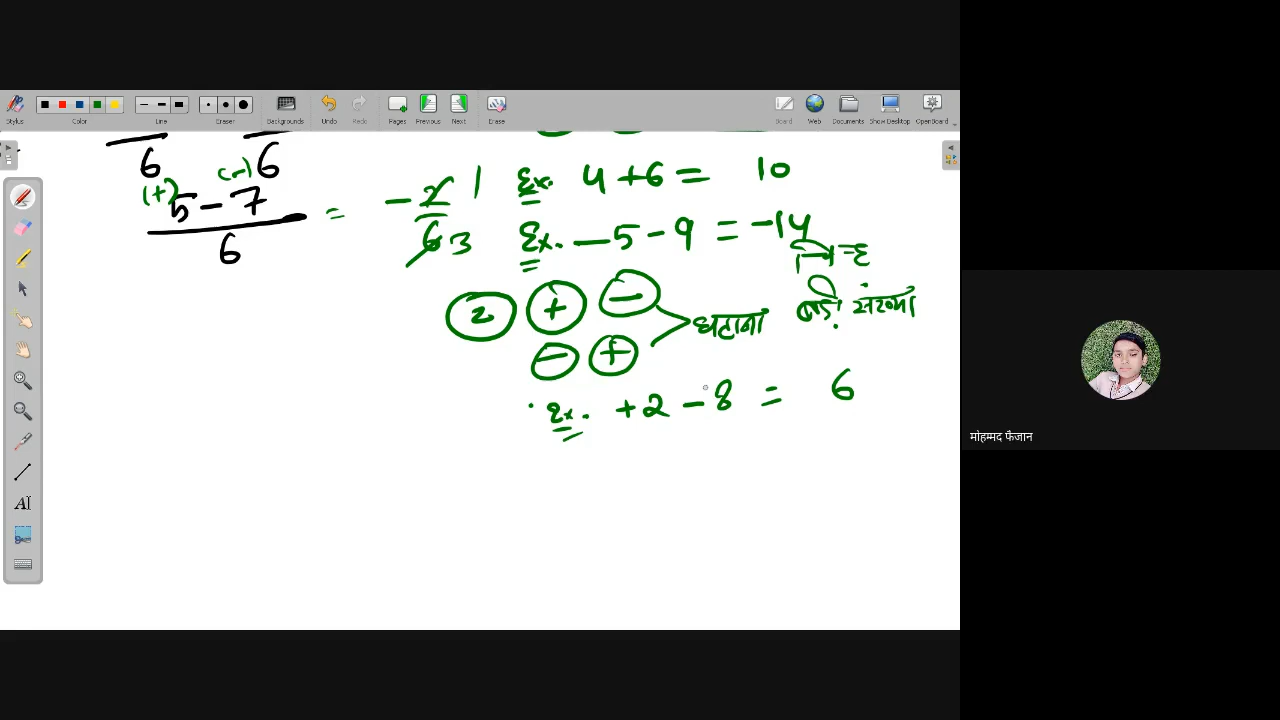 Stylus Color Line Eraser Backgrounds Undo Redo Pages Previous Next Erase Board Web Documents Show Desktop OpenBoard
6 6
(+) (-)
5 - 7 = - 2 1
6 6 3
Ex. 4 + 6 = 10
Ex. - 5 - 9 = -14
चिन्ह
बड़ी संख्या
2 + - घटाना
- +
Ex. + 2 - 8 = 6
मोहम्मद फैजान